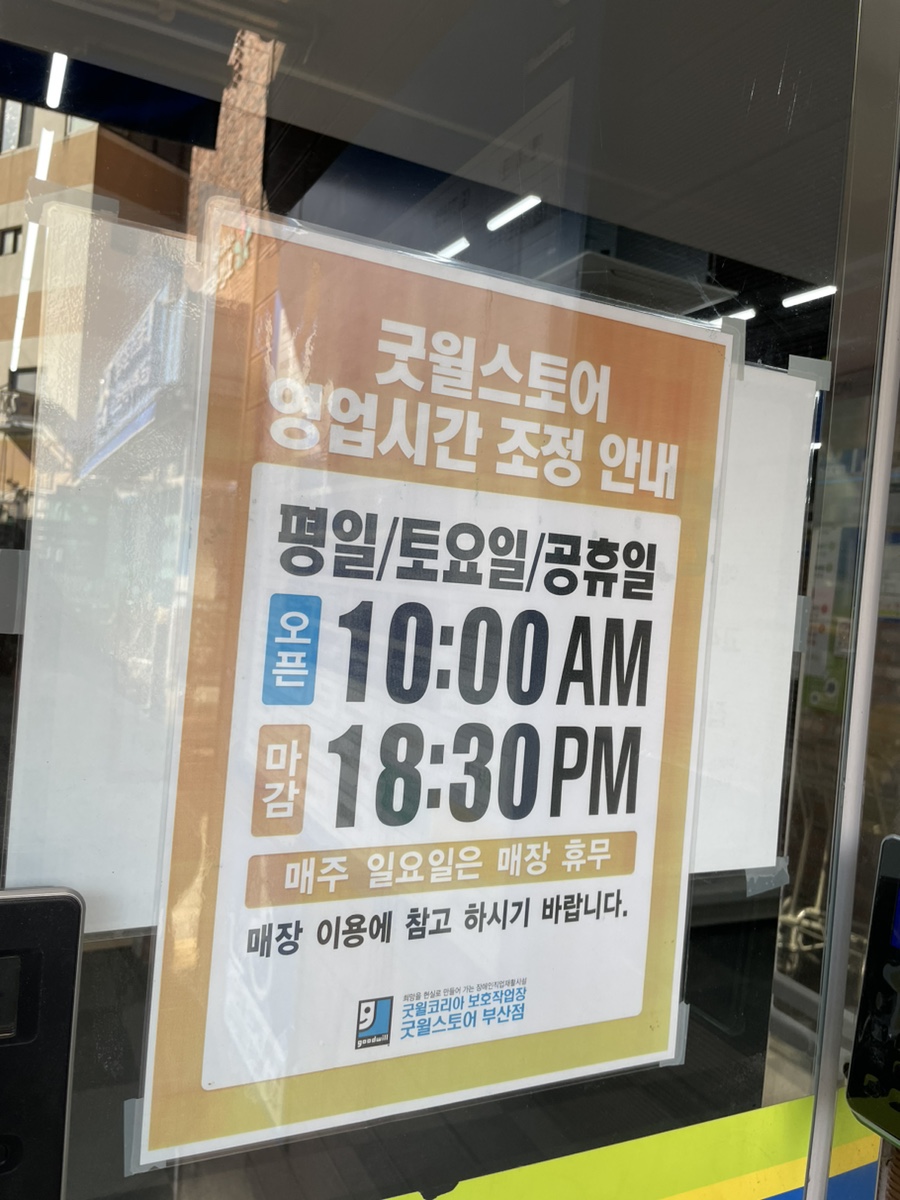 굿윌스토어
영업시간 조정 안내
평일/토요일/공휴일
오픈 10:00 AM
마감 18:30 PM
매주 일요일은 매장 휴무
매장 이용에 참고 하시기 바랍니다.
희망을 현실로 만들어 가는 장애인직업재활시설
굿윌코리아 보호작업장
굿윌스토어 부산점
goodwill